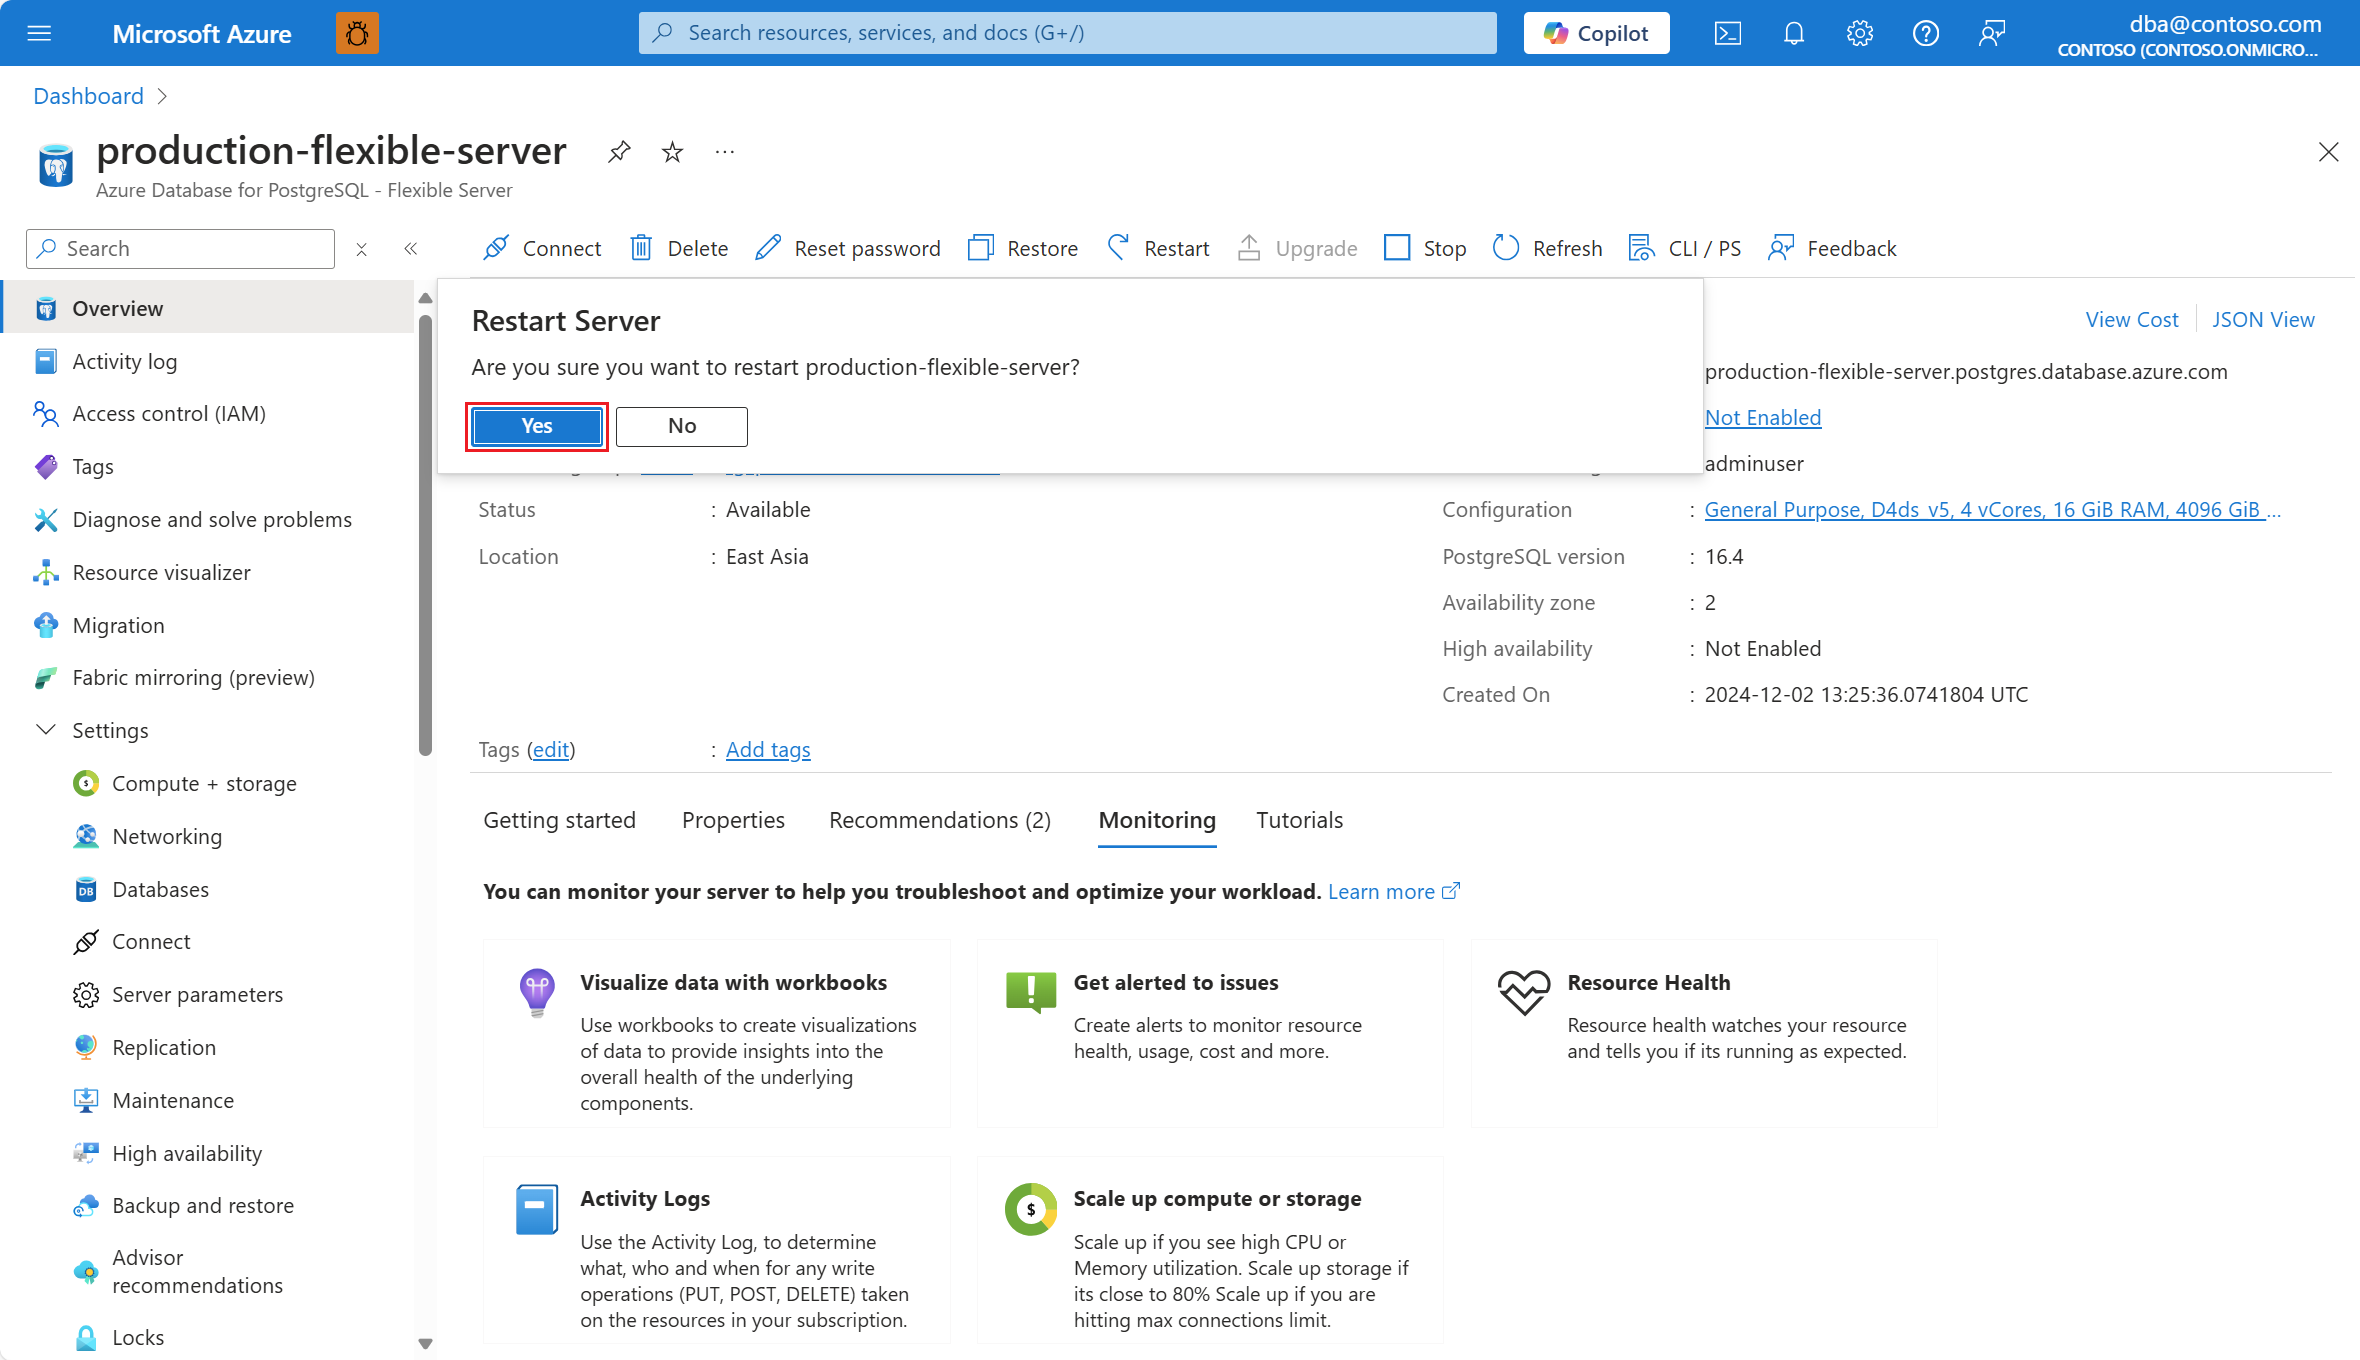 Microsoft Azure
Search resources, services, and docs (G+/)
Copilot
dba@contoso.com
CONTOSO (CONTOSO.ONMICRO...
Dashboard
production-flexible-server
Azure Database for PostgreSQL - Flexible Server
Search
Connect
Delete
Reset password
Restore
Restart
Upgrade
Stop
Refresh
CLI / PS
Feedback
Overview
Activity log
Access control (IAM)
Tags
Diagnose and solve problems
Resource visualizer
Migration
Fabric mirroring (preview)
Settings
Compute + storage
Networking
DB
Databases
Connect
Server parameters
Replication
Maintenance
High availability
Backup and restore
Advisor
recommendations
Locks
Restart Server
Are you sure you want to restart production-flexible-server?
Yes
No
View Cost
JSON View
production-flexible-server.postgres.database.azure.com
Not Enabled
adminuser
Status : Available
Location : East Asia
Configuration : General Purpose, D4ds_v5, 4 vCores, 16 GiB RAM, 4096 GiB ...
PostgreSQL version : 16.4
Availability zone : 2
High availability : Not Enabled
Created On : 2024-12-02 13:25:36.0741804 UTC
Tags (edit) : Add tags
Getting started
Properties
Recommendations (2)
Monitoring
Tutorials
You can monitor your server to help you troubleshoot and optimize your workload. Learn more
Visualize data with workbooks
Use workbooks to create visualizations
of data to provide insights into the
overall health of the underlying
components.
Get alerted to issues
Create alerts to monitor resource
health, usage, cost and more.
Resource Health
Resource health watches your resource
and tells you if its running as expected.
Activity Logs
Use the Activity Log, to determine
what, who and when for any write
operations (PUT, POST, DELETE) taken
on the resources in your subscription.
$
Scale up compute or storage
Scale up if you see high CPU or
Memory utilization. Scale up storage if
its close to 80% Scale up if you are
hitting max connections limit.